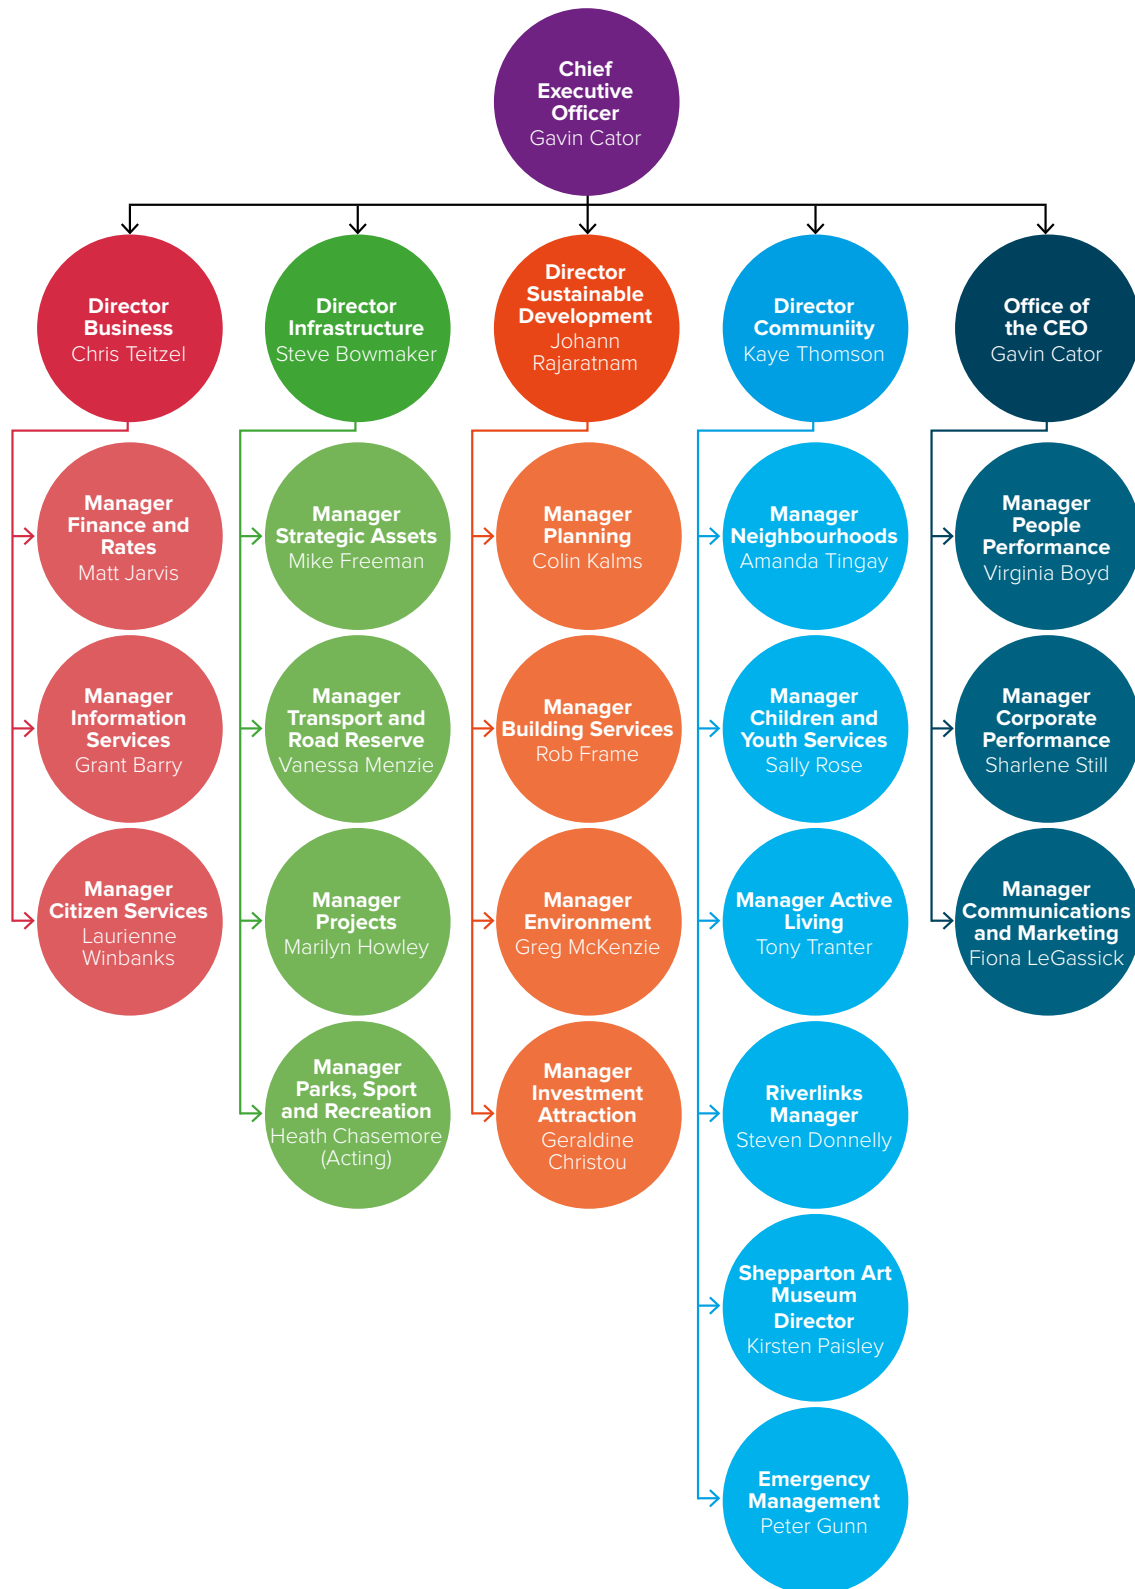 Chief
Executive
Officer
Gavin Cator
Director
Business
Chris Teitzel
Director
Infrastructure
Steve Bowmaker
Director
Sustainable
Development
Johann
Rajaratnam
Director
Communiity
Kaye Thomson
Office of
the CEO
Gavin Cator
Manager
Finance and
Rates
Matt Jarvis
Manager
Information
Services
Grant Barry
Manager
Citizen Services
Laurienne
Winbanks
Manager
Strategic Assets
Mike Freeman
Manager
Transport and
Road Reserve
Vanessa Menzie
Manager
Projects
Marilyn Howley
Manager
Parks, Sport
and Recreation
Heath Chasemore
(Acting)
Manager
Planning
Colin Kalms
Manager
Building Services
Rob Frame
Manager
Environment
Greg McKenzie
Manager
Investment
Attraction
Geraldine
Christou
Manager
Neighbourhoods
Amanda Tingay
Manager
Children and
Youth Services
Sally Rose
Manager Active
Living
Tony Tranter
Riverlinks
Manager
Steven Donnelly
Shepparton Art
Museum
Director
Kirsten Paisley
Emergency
Management
Peter Gunn
Manager
People
Performance
Virginia Boyd
Manager
Corporate
Performance
Sharlene Still
Manager
Communications
and Marketing
Fiona LeGassick